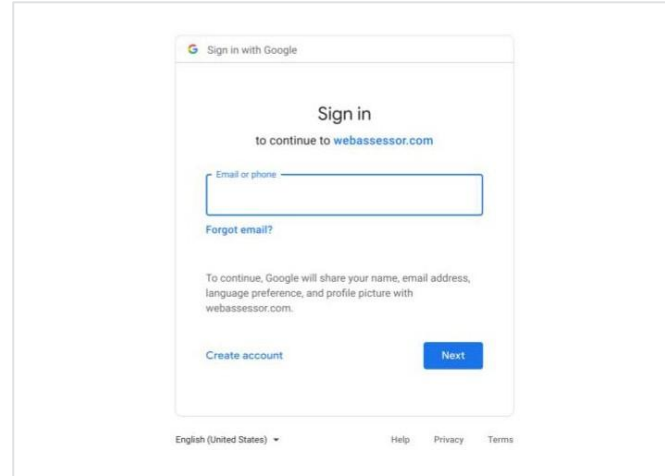 Sign in with Google
Sign in
to continue to webassessor.com
Email or phone
Forgot email?
To continue, Google will share your name, email address,
language preference, and profile picture with
webassessor.com.
Create account
Next
English (United States)
Help Privacy Terms